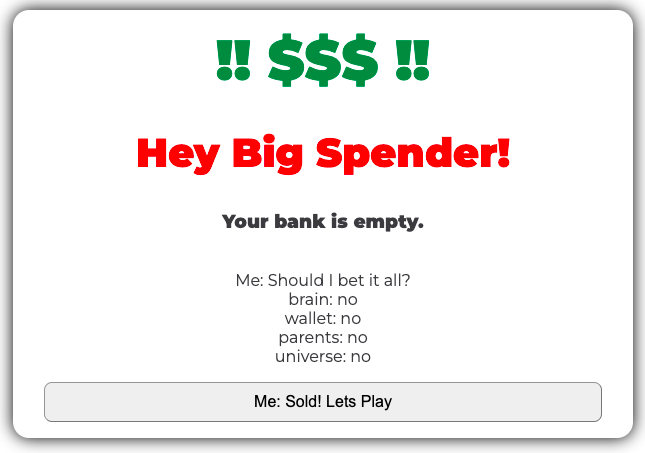 !! $$$ !!
Hey Big Spender!
Your bank is empty.
Me: Should I bet it all?
brain: no
wallet: no
parents: no
universe: no
Me: Sold! Lets Play